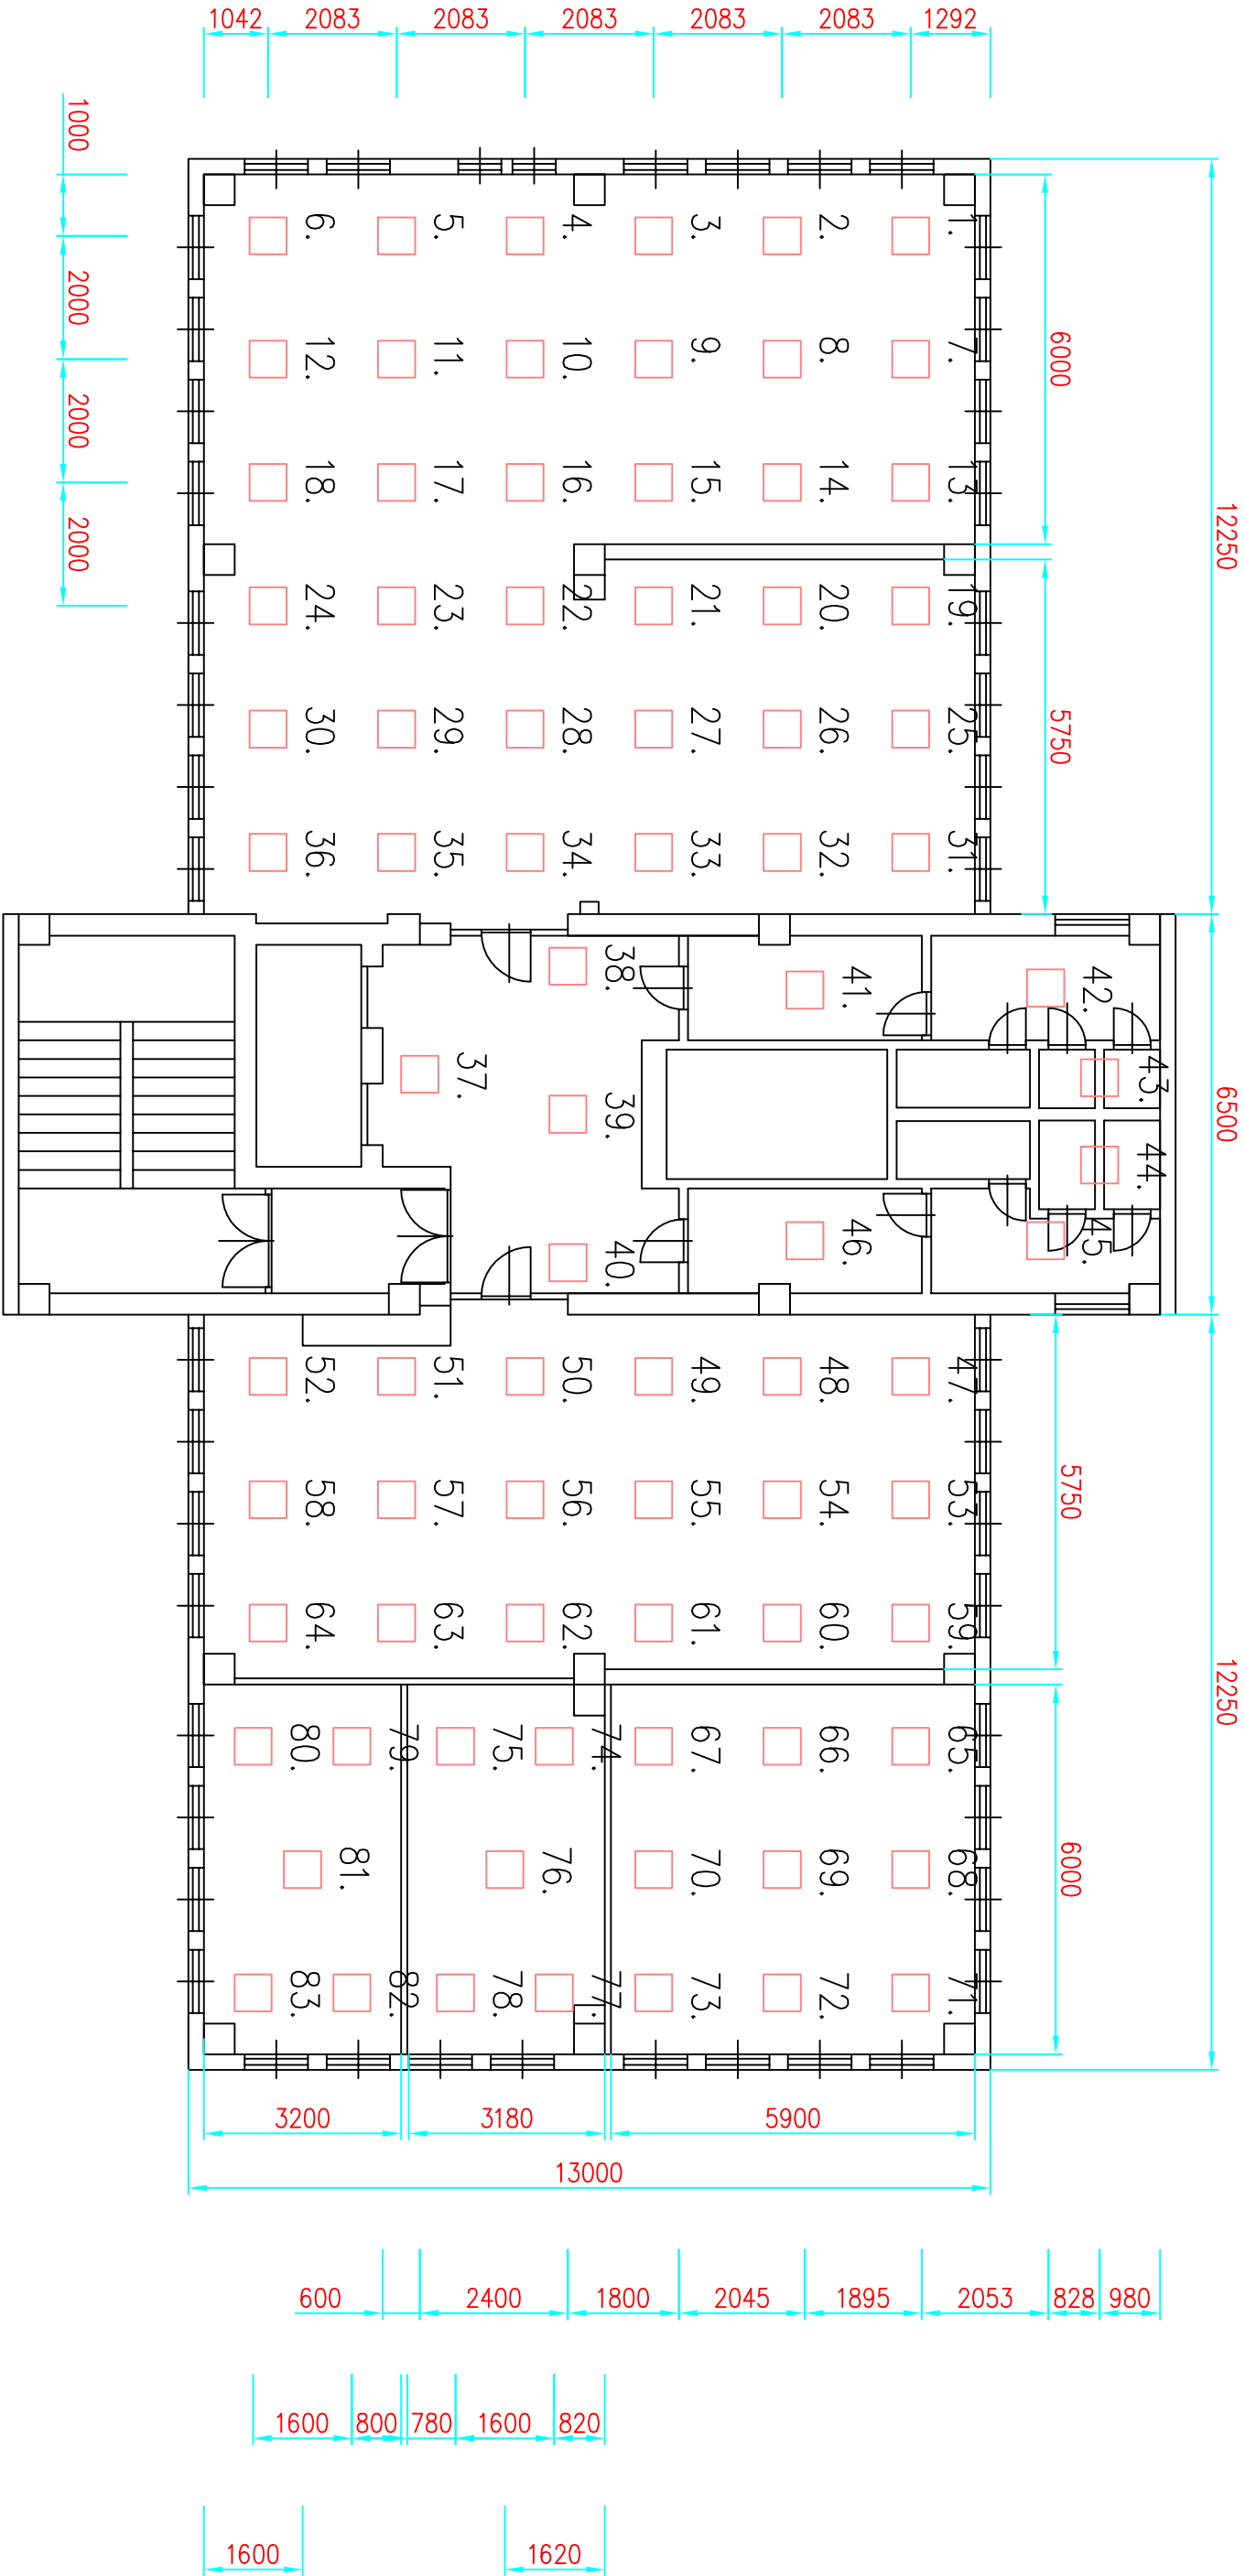 1042 2083 2083 2083 2083 2083 1292
1000
2000
2000
2000
6000
5750
12250
6500
12250
5750
6000
6. 5. 4. 3. 2. 1.
12. 11. 10. 9. 8. 7.
18. 17. 16. 15. 14. 13.
24. 23. 22. 21. 20. 19.
30. 29. 28. 27. 26. 25.
36. 35. 34. 33. 32. 31.
38. 41. 42.
37. 39. 43.
44.
40. 46. 45.
52. 51. 50. 49. 48. 47.
58. 57. 56. 55. 54. 53.
64. 63. 62. 61. 60. 59.
80. 79. 75. 74. 67. 66. 65.
81. 76. 70. 69. 68.
83. 82. 78. 77. 73. 72. 71.
3200 3180 5900
13000
600 2400 1800 2045 1895 2053 828 980
1600 800 780 1600 820
1600 1620